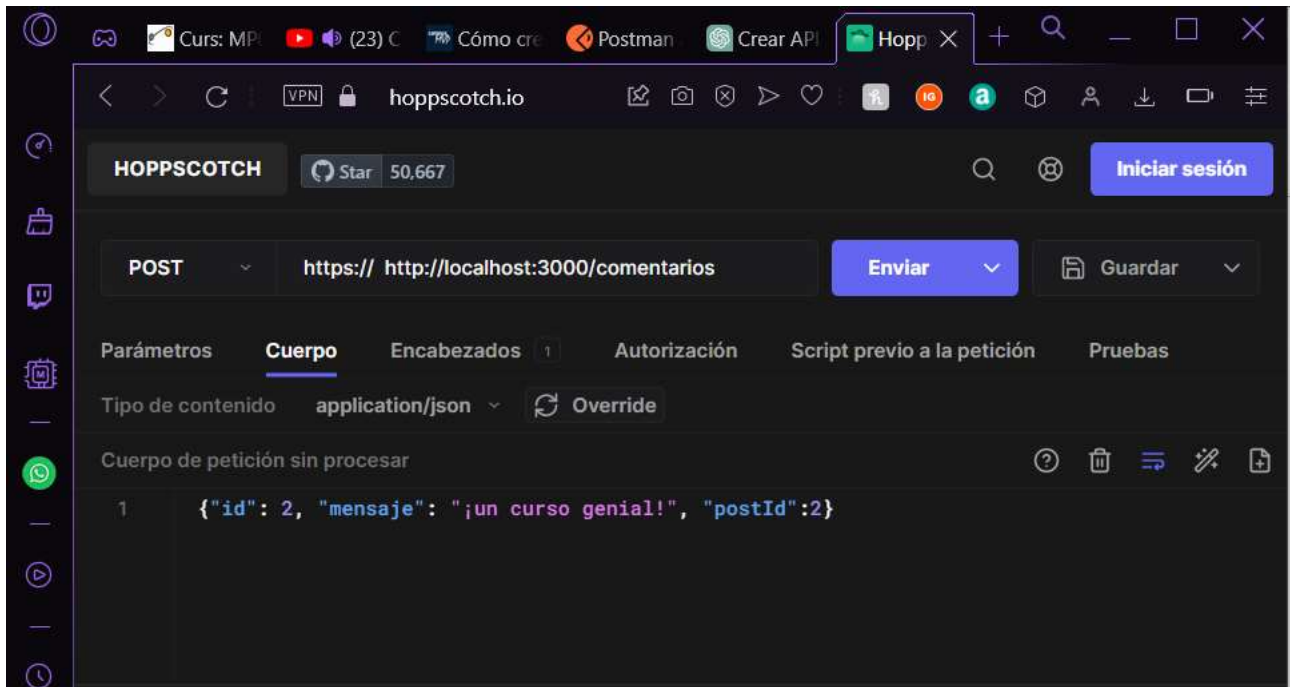 Curs: MP
(23) C
Cómo cre
Postman
Crear API
Hopp
VPN
hoppscotch.io
IG
a
HOPPSCOTCH
Star 50,667
Iniciar sesión
POST
https:// http://localhost:3000/comentarios
Enviar
Guardar
Parámetros Cuerpo Encabezados 1 Autorización Script previo a la petición Pruebas
Tipo de contenido application/json Override
Cuerpo de petición sin procesar
1 {"id": 2, "mensaje": "¡un curso genial!", "postId":2}